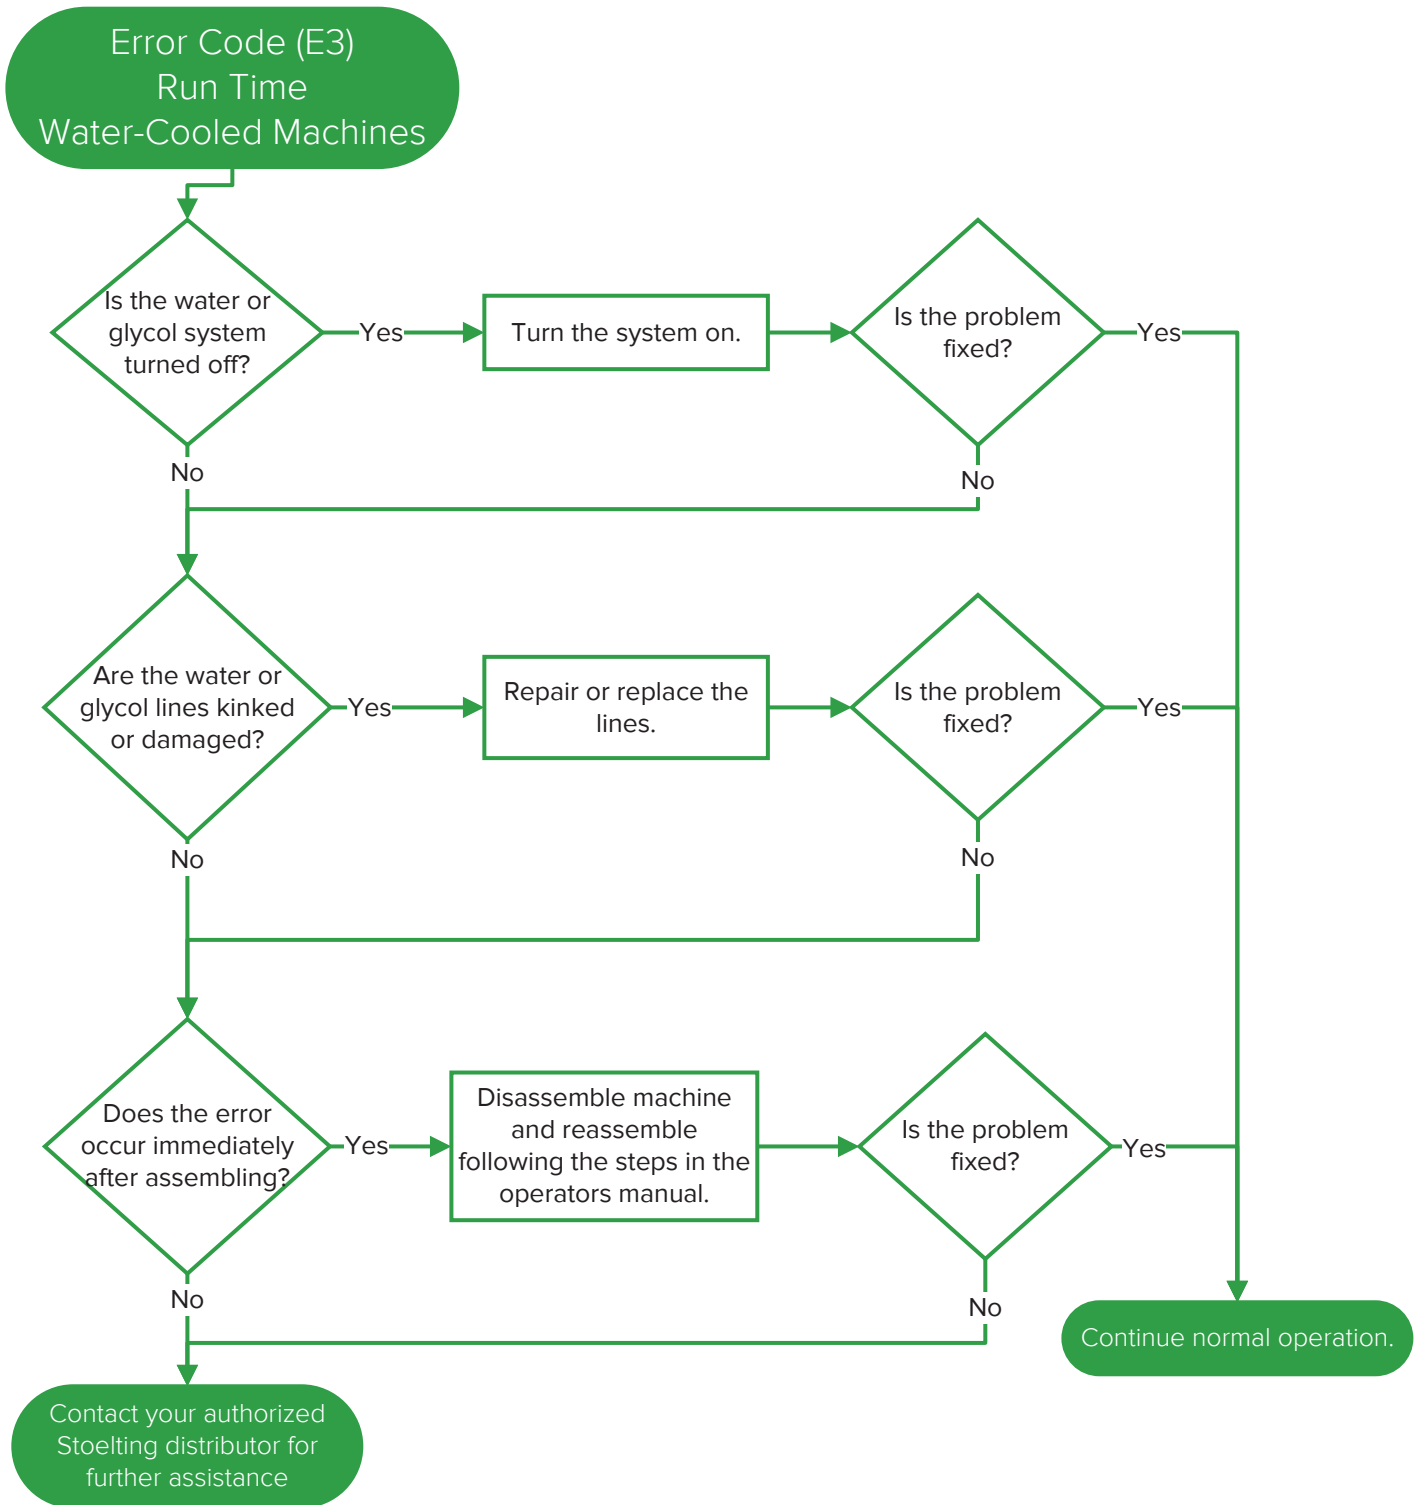 Error Code (E3)
Run Time
Water-Cooled Machines
Is the water or
glycol system
turned off?
Yes
Turn the system on.
Is the problem
fixed?
Yes
No
No
Are the water or
glycol lines kinked
or damaged?
Yes
Repair or replace the
lines.
Is the problem
fixed?
Yes
No
No
Does the error
occur immediately
after assembling?
Yes
Disassemble machine
and reassemble
following the steps in the
operators manual.
Is the problem
fixed?
Yes
No
No
Continue normal operation.
Contact your authorized
Stoelting distributor for
further assistance